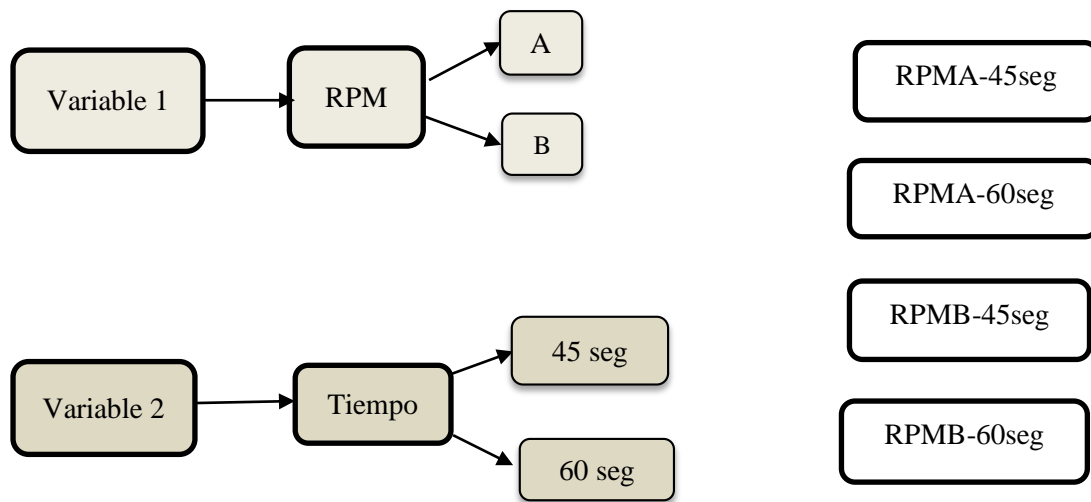 Variable 1
RPM
A
B
Variable 2
Tiempo
45 seg
60 seg
RPMA-45seg
RPMA-60seg
RPMB-45seg
RPMB-60seg